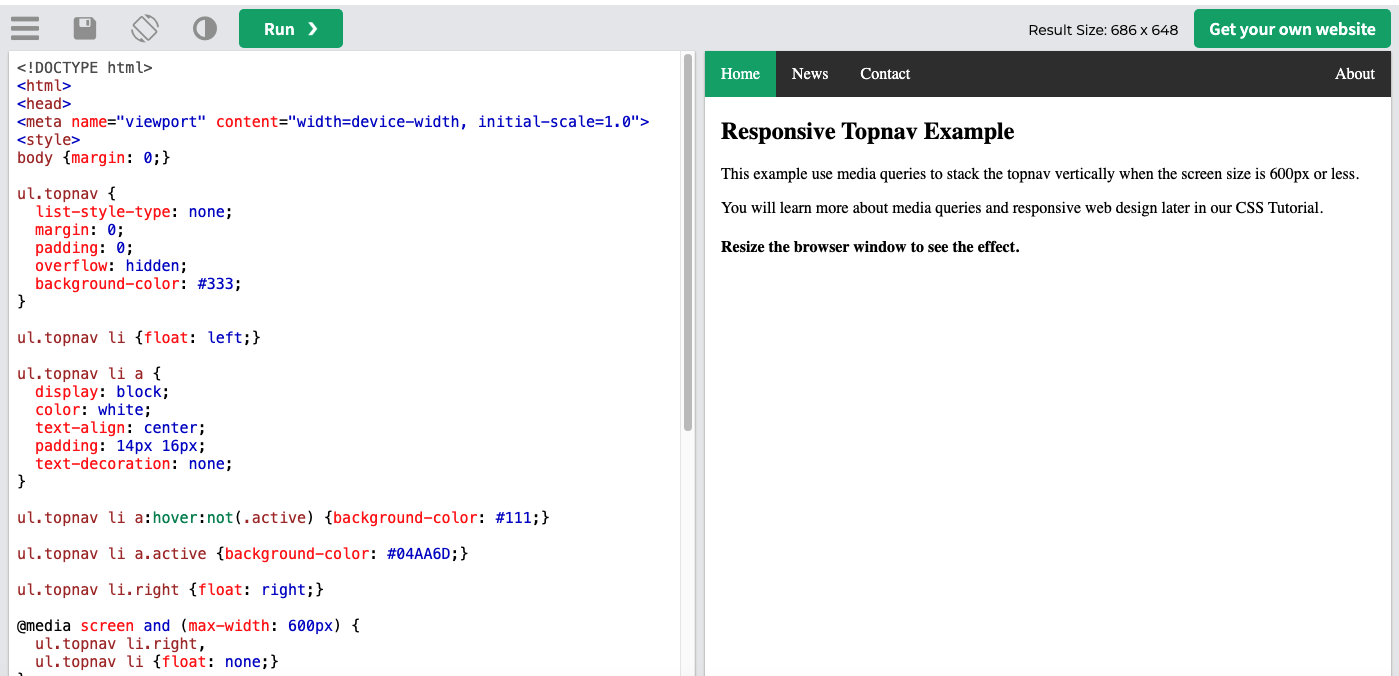 Run ❯
Result Size: 686 x 648
Get your own website
<!DOCTYPE html>
<html>
<head>
<meta name="viewport" content="width=device-width, initial-scale=1.0">
<style>
body {margin: 0;}
ul.topnav {
list-style-type: none;
margin: 0;
padding: 0;
overflow: hidden;
background-color: #333;
}
ul.topnav li {float: left;}
ul.topnav li a {
display: block;
color: white;
text-align: center;
padding: 14px 16px;
text-decoration: none;
}
ul.topnav li a:hover:not(.active) {background-color: #111;}
ul.topnav li a.active {background-color: #04AA6D;}
ul.topnav li.right {float: right;}
@media screen and (max-width: 600px) {
ul.topnav li.right,
ul.topnav li {float: none;}
Home News Contact About
Responsive Topnav Example
This example use media queries to stack the topnav vertically when the screen size is 600px or less.
You will learn more about media queries and responsive web design later in our CSS Tutorial.
Resize the browser window to see the effect.